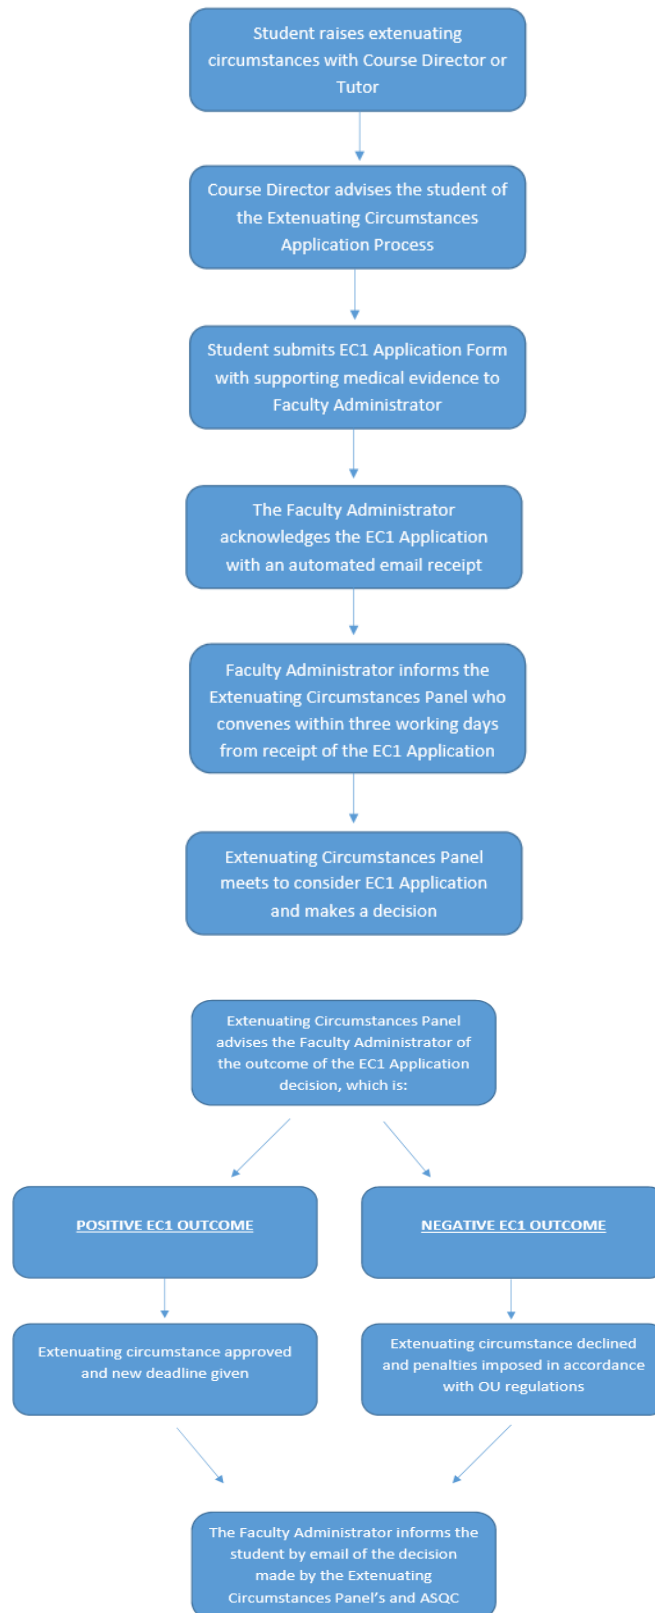 Student raises extenuating
circumstances with Course Director or
Tutor
Course Director advises the student of
the Extenuating Circumstances
Application Process
Student submits EC1 Application Form
with supporting medical evidence to
Faculty Administrator
The Faculty Administrator
acknowledges the EC1 Application
with an automated email receipt
Faculty Administrator informs the
Extenuating Circumstances Panel who
convenes within three working days
from receipt of the EC1 Application
Extenuating Circumstances Panel
meets to consider EC1 Application
and makes a decision
Extenuating Circumstances Panel
advises the Faculty Administrator of
the outcome of the EC1 Application
decision, which is:
POSITIVE EC1 OUTCOME
NEGATIVE EC1 OUTCOME
Extenuating circumstance approved
and new deadline given
Extenuating circumstance declined
and penalties imposed in accordance
with OU regulations
The Faculty Administrator informs the
student by email of the decision
made by the Extenuating
Circumstances Panel's and ASQC